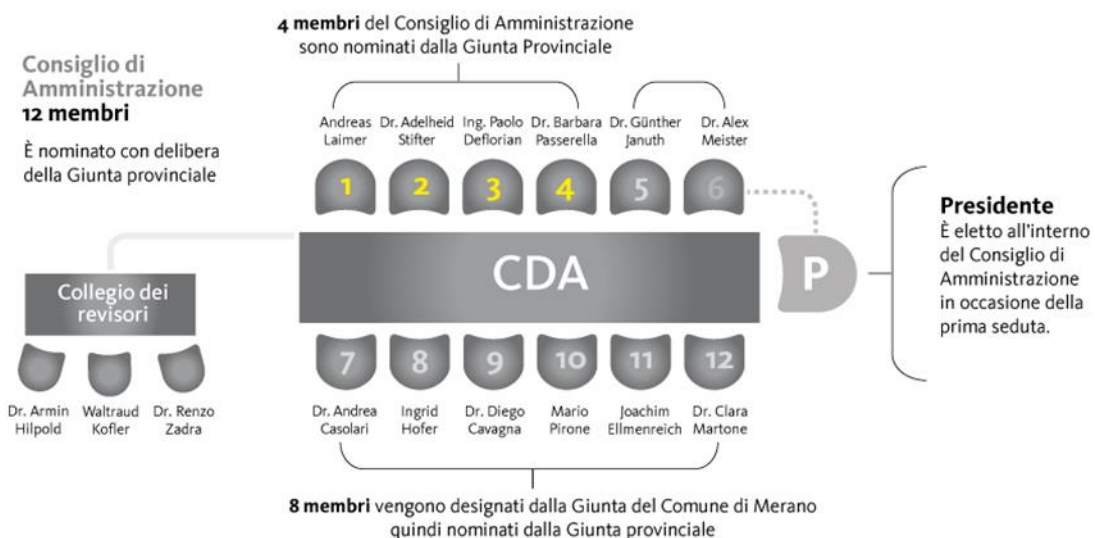 4 membri del Consiglio di Amministrazione
sono nominati dalla Giunta Provinciale
Consiglio di
Amministrazione
12 membri
È nominato con delibera
della Giunta provinciale
Andreas
Laimer
Dr. Adelheid
Stifter
Ing. Paolo
Deflorian
Dr. Barbara
Passerella
Dr. Günther
Januth
Dr. Alex
Meister
1 2 3 4 5 6
CDA
P
Presidente
È eletto all'interno
del Consiglio di
Amministrazione
in occasione della
prima seduta.
Collegio dei
revisori
Dr. Armin
Hilpold
Waltraud
Kofler
Dr. Renzo
Zadra
7 8 9 10 11 12
Dr. Andrea
Casolari
Ingrid
Hofer
Dr. Diego
Cavagna
Mario
Pirone
Joachim
Ellmenreich
Dr. Clara
Martone
8 membri vengono designati dalla Giunta del Comune di Merano
quindi nominati dalla Giunta provinciale